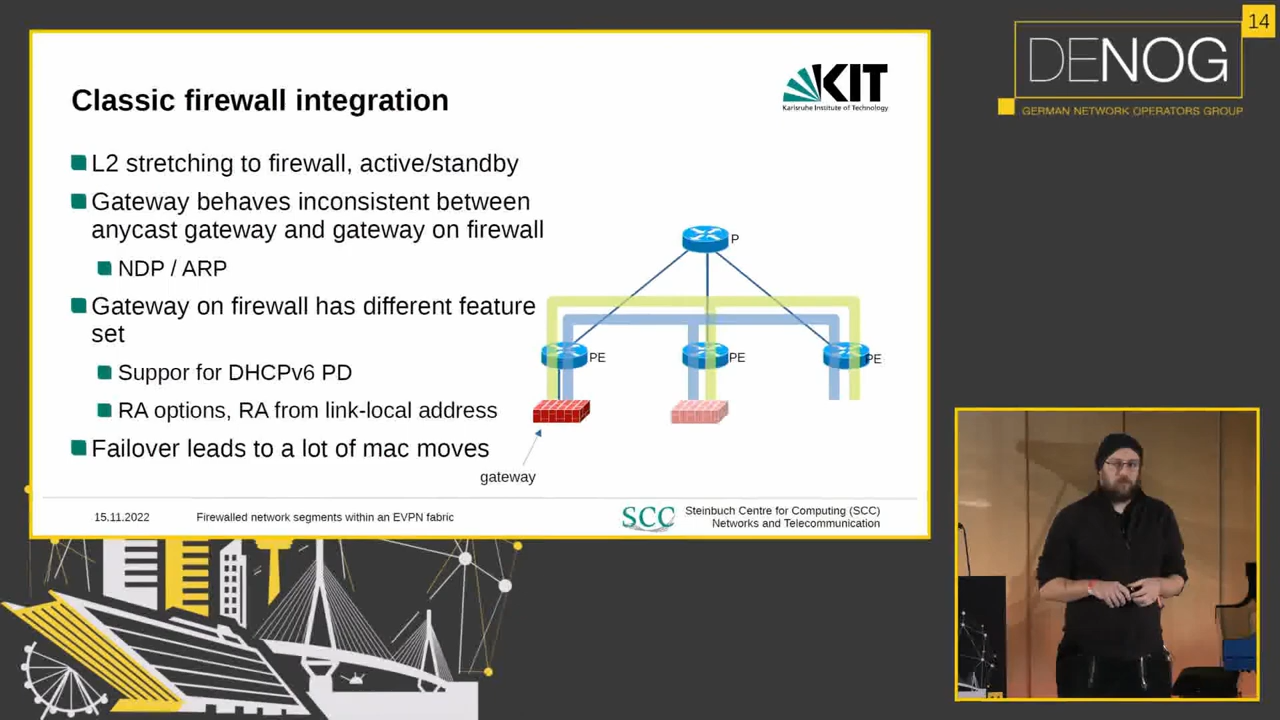 14
DENOG
GERMAN NETWORK OPERATORS GROUP
KIT
Karlsruhe Institute of Technology
Classic firewall integration
L2 stretching to firewall, active/standby
Gateway behaves inconsistent between
anycast gateway and gateway on firewall
NDP / ARP
Gateway on firewall has different feature
set
Suppor for DHCPv6 PD
RA options, RA from link-local address
Failover leads to a lot of mac moves
P
PE
PE
PE
gateway
15.11.2022
Firewalled network segments within an EVPN fabric
SCC
Steinbuch Centre for Computing (SCC)
Networks and Telecommunication